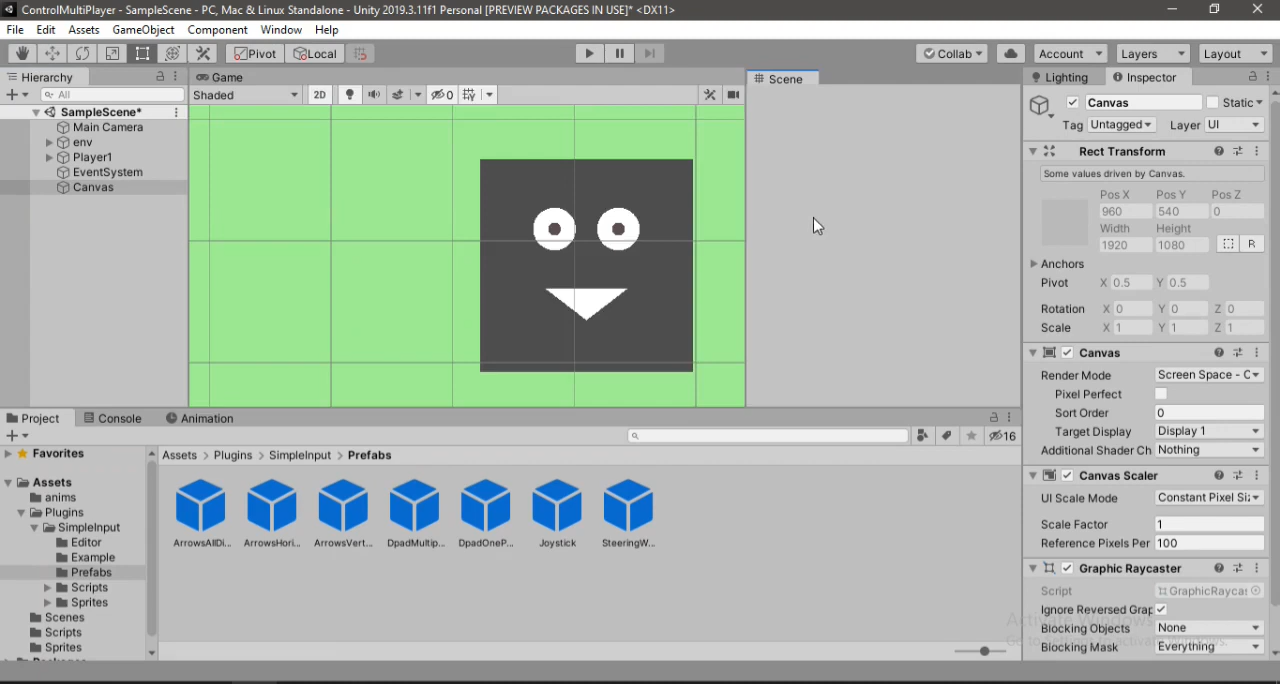 ControlMultiPlayer - SampleScene - PC, Mac & Linux Standalone - Unity 2019.3.11f1 Personal [PREVIEW PACKAGES IN USE]* <DX11>
File Edit Assets GameObject Component Window Help
Pivot Local Collab Account Layers Layout
Hierarchy Game Scene Lighting Inspector
All Shaded 2D 0
SampleScene*
Main Camera
env
Player1
EventSystem
Canvas
Canvas Static
Tag Untagged Layer UI
Rect Transform
Some values driven by Canvas.
Pos X Pos Y Pos Z
960 540 0
Width Height
1920 1080 R
Anchors
Pivot X 0.5 Y 0.5
Rotation X 0 Y 0 Z 0
Scale X 1 Y 1 Z 1
Canvas
Render Mode Screen Space - C
Pixel Perfect
Sort Order 0
Target Display Display 1
Additional Shader Ch Nothing
Canvas Scaler
UI Scale Mode Constant Pixel Siz
Scale Factor 1
Reference Pixels Per 100
Graphic Raycaster
Script GraphicRaycas
Ignore Reversed Grap
Blocking Objects None
Blocking Mask Everything
Project Console Animation
16
Favorites
Assets
anims
Plugins
SimpleInput
Editor
Example
Prefabs
Scripts
Sprites
Scenes
Scripts
Sprites
Assets > Plugins > SimpleInput > Prefabs
ArrowsAllDi... ArrowsHori... ArrowsVert... DpadMultip... DpadOneP... Joystick SteeringW...
Activate Windows